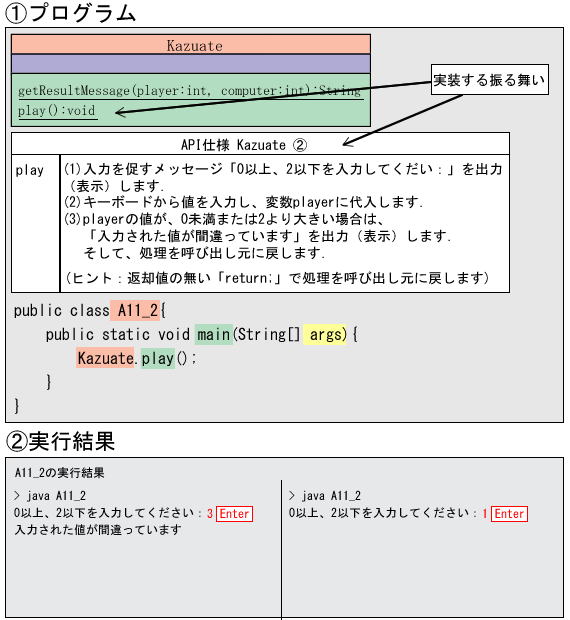 ①プログラム
Kazuate
getResultMessage(player:int, computer:int):String
play():void
実装する振る舞い
API仕様 Kazuate ②
play
(1)入力を促すメッセージ「0以上、2以下を入力してくだい：」を出力
（表示）します.
(2)キーボードから値を入力し、変数playerに代入します.
(3)playerの値が、0未満または2より大きい場合は、
「入力された値が間違っています」を出力（表示）します.
そして、処理を呼び出し元に戻します.
(ヒント：返却値の無い「return;」で処理を呼び出し元に戻します)
public class A11_2{
public static void main(String[] args){
Kazuate.play();
}
}
②実行結果
A11_2の実行結果
> java A11_2
0以上、2以下を入力してください：3 Enter
入力された値が間違っています
> java A11_2
0以上、2以下を入力してください：1 Enter